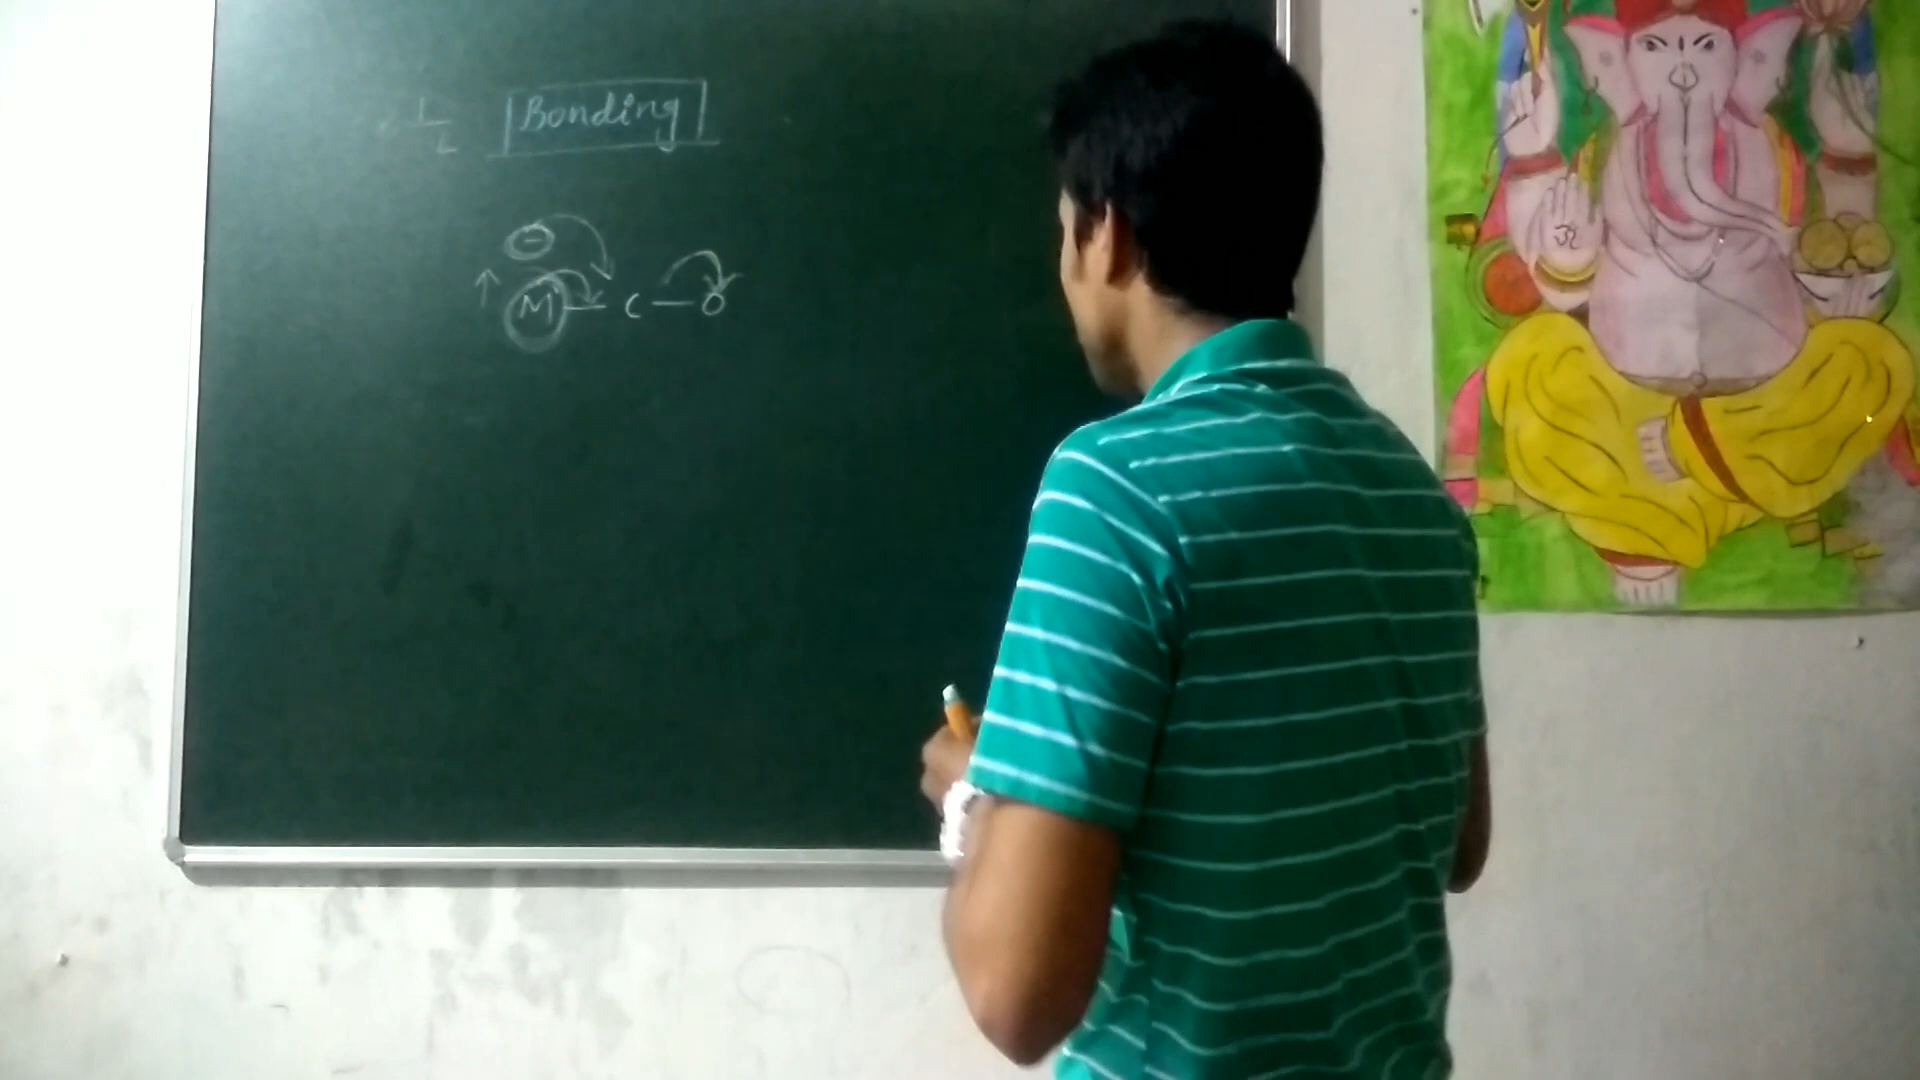 Bonding
−
M — C — O
ॐ